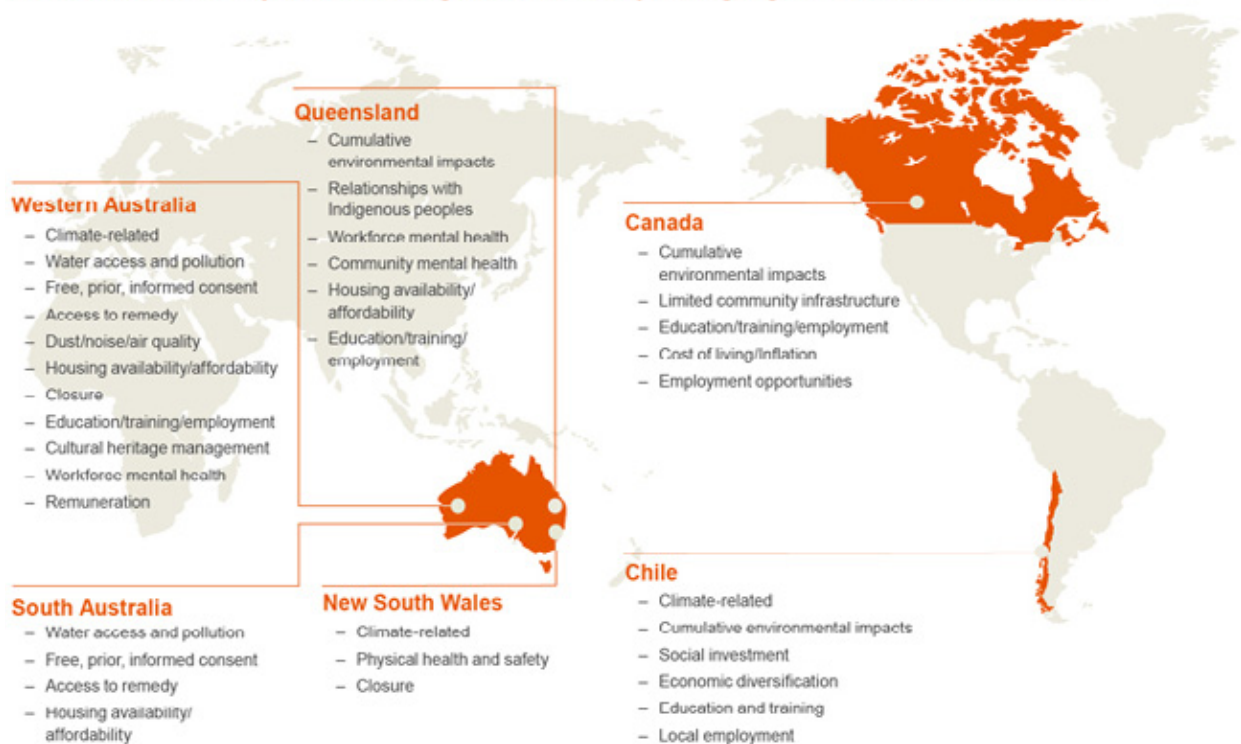 Queensland
– Cumulative
environmental impacts
– Relationships with
Indigenous peoples
– Workforce mental health
– Community mental health
– Housing availability/
affordability
– Education/training/
employment
Western Australia
– Climate-related
– Water access and pollution
– Free, prior, informed consent
– Access to remedy
– Dust/noise/air quality
– Housing availability/affordability
– Closure
– Education/training/employment
– Cultural heritage management
– Workforce mental health
– Remuneration
Canada
– Cumulative
environmental impacts
– Limited community infrastructure
– Education/training/employment
– Cost of living/Inflation
– Employment opportunities
South Australia
– Water access and pollution
– Free, prior, informed consent
– Access to remedy
– Housing availability/
affordability
New South Wales
– Climate-related
– Physical health and safety
– Closure
Chile
– Climate-related
– Cumulative environmental impacts
– Social investment
– Economic diversification
– Education and training
– Local employment